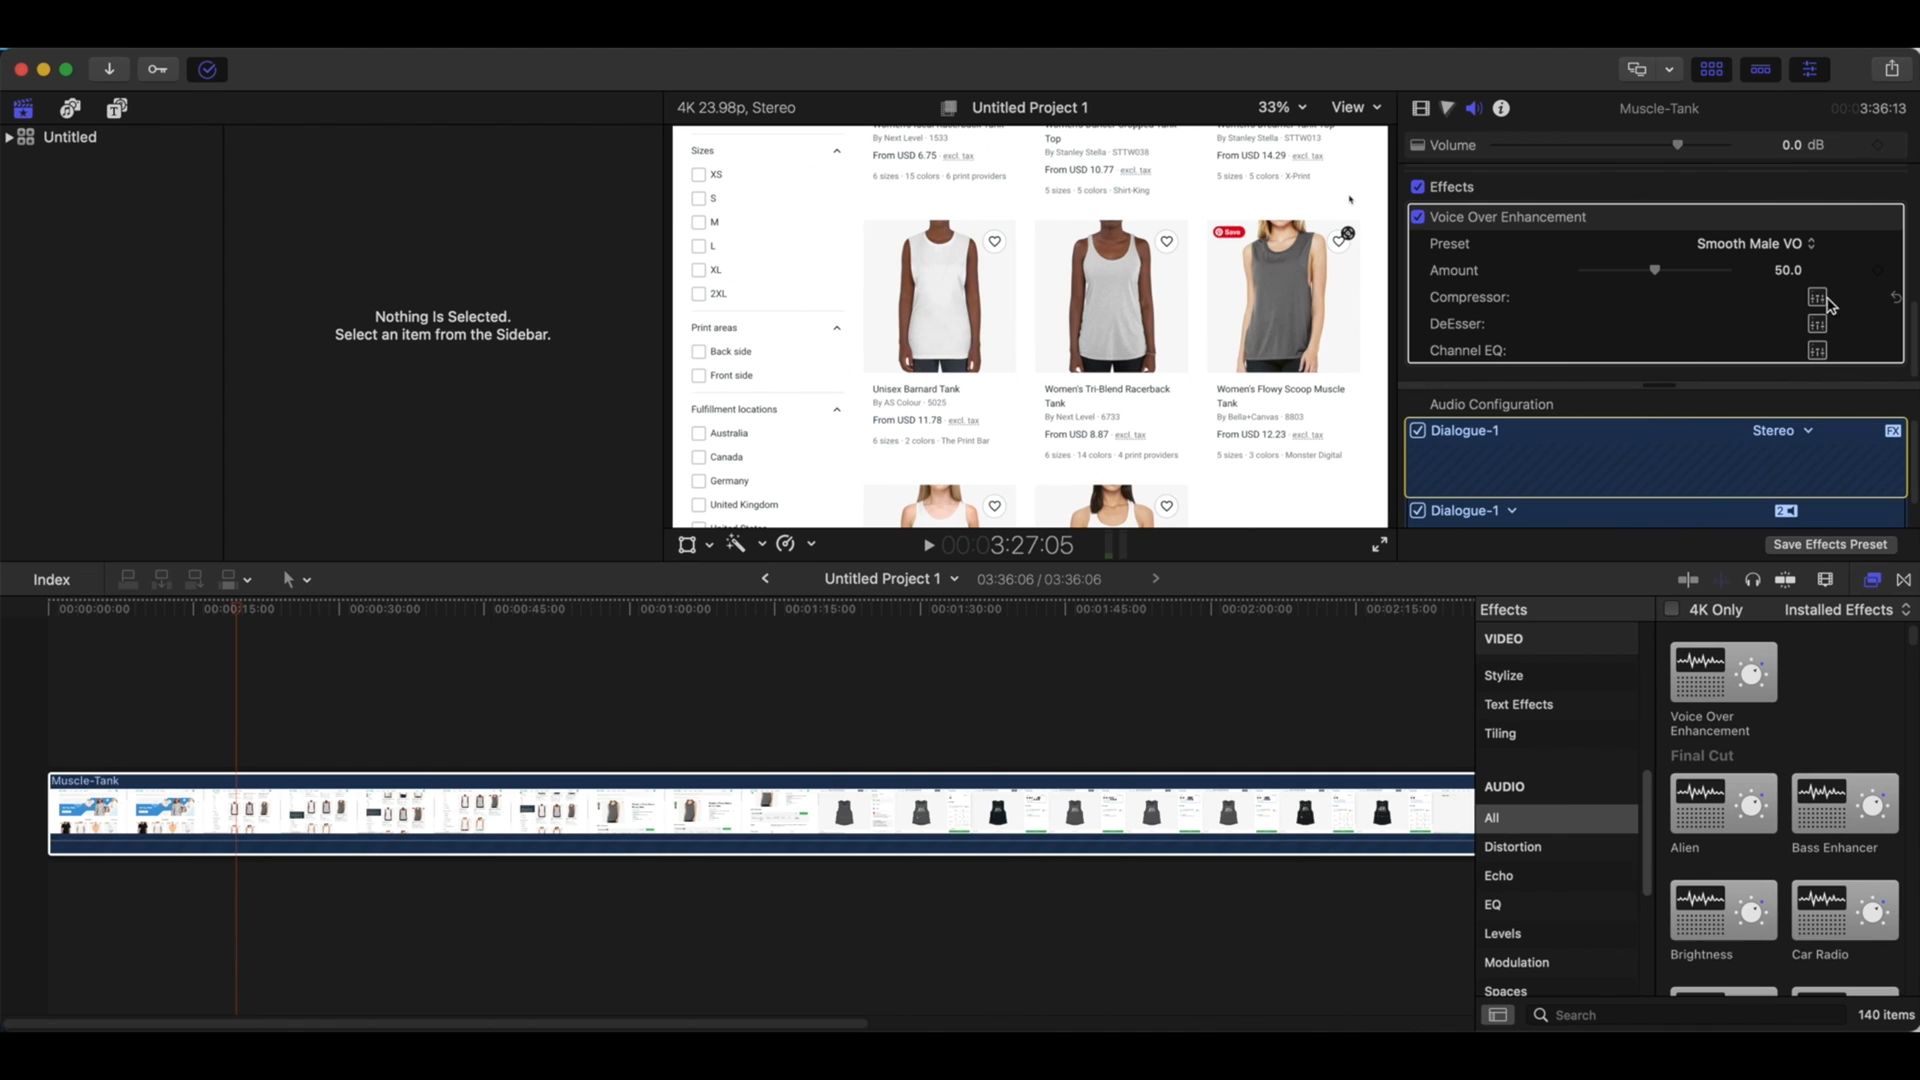 4K 23.98p, Stereo
Untitled Project 1
33%
View
Muscle-Tank
00:003:36:13
Untitled
Nothing Is Selected.
Select an item from the Sidebar.
Sizes
XS
S
M
L
XL
2XL
Print areas
Back side
Front side
Fulfillment locations
Australia
Canada
Germany
United Kingdom
By Next Level · 1533
From USD 6.75 · excl. tax
6 sizes · 15 colors · 6 print providers
Top
By Stanley Stella · STTW038
From USD 10.77 · excl. tax
5 sizes · 5 colors · Shirt-King
By Stanley Stella · STTW013
From USD 14.29 · excl. tax
5 sizes · 5 colors · X-Print
Save
Unisex Barnard Tank
By AS Colour · 5025
From USD 11.78 · excl. tax
6 sizes · 2 colors · The Print Bar
Women's Tri-Blend Racerback
Tank
By Next Level · 6733
From USD 8.87 · excl. tax
6 sizes · 14 colors · 4 print providers
Women's Flowy Scoop Muscle
Tank
By Bella+Canvas · 8803
From USD 12.23 · excl. tax
5 sizes · 3 colors · Monster Digital
00:003:27:05
Volume
0.0 dB
Effects
Voice Over Enhancement
Preset
Smooth Male VO
Amount
50.0
Compressor:
DeEsser:
Channel EQ:
Audio Configuration
Dialogue-1
Stereo
FX
Dialogue-1
2
Save Effects Preset
Index
Untitled Project 1
03:36:06 / 03:36:06
00:00:00:00
00:00:15:00
00:00:30:00
00:00:45:00
00:01:00:00
00:01:15:00
00:01:30:00
00:01:45:00
00:02:00:00
00:02:15:00
Muscle-Tank
Effects
4K Only
Installed Effects
VIDEO
Stylize
Text Effects
Tiling
AUDIO
All
Distortion
Echo
EQ
Levels
Modulation
Spaces
Voice Over
Enhancement
Final Cut
Alien
Bass Enhancer
Brightness
Car Radio
Search
140 items